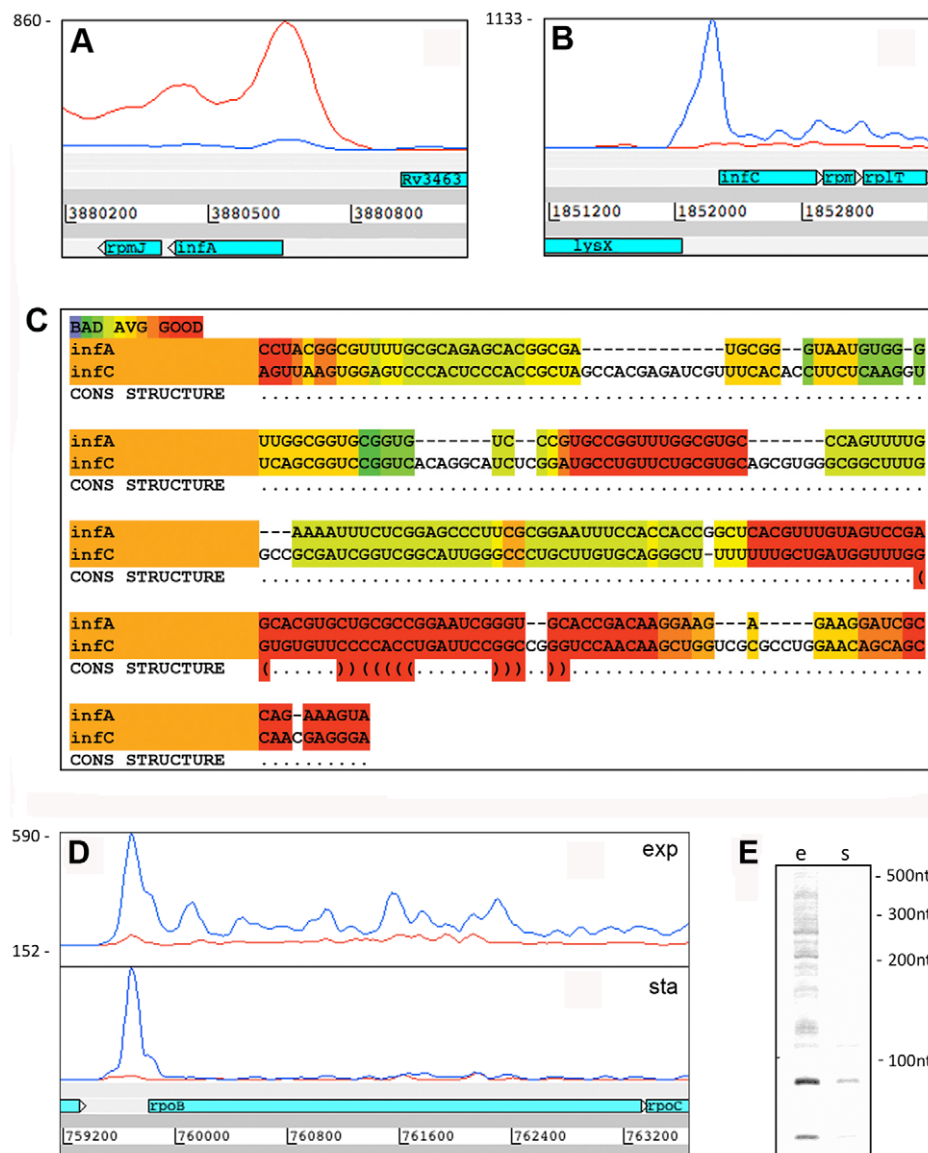 860 -
A
Rv3463
3880200 3880500 3880800
rpmJ infA
1133 -
B
infC rpm rplT
1851200 1852000 1852800
lysX
C
BAD AVG GOOD
infA CCUACGGCGUUUUGCGCAGAGCACGGCGA-------------UGCGG--GUAAUGUGG-G
infC AGUUAAGUGGAGUCCCACUCCCACCGCUAGCCACGAGAUCGUUUCACACCUUCUCAAGGU
CONS STRUCTURE ............................................................
infA UUGGCGGUGCGGUG-------UC--CCGUGCCGGUUUGGCGUGC-------CCAGUUUUG
infC UCAGCGGUCCGGUCACAGGCAUCUCGGAUGCCUGUUCUGCGUGCAGCGUGGGCGGCUUUG
CONS STRUCTURE ............................................................
infA ---AAAAUUUCUCGGAGCCCUUCGCGGAAUUUCCACCACCGGCUCACGUUUGUAGUCCGA
infC GCCGCGAUCGGUCGGCAUUGGGCCCUGCUUGUGCAGGGCU-UUUUUUGCUGAUGGUUUGG
CONS STRUCTURE ...........................................................(
infA GCACGUGCUGCGCCGGAAUCGGGU--GCACCGACAAGGAAG---A-----GAAGGAUCGC
infC GUGUGUUCCCCACCUGAUUCCGGCCGGGUCCAACAAGCUGGUCGCGCCUGGAACAGCAGC
CONS STRUCTURE (......))(((((.......)))..))................................
infA CAG-AAAGUA
infC CAACGAGGGA
CONS STRUCTURE ..........
590 -
D
exp
152 -
sta
rpoB rpoC
759200 760000 760800 761600 762400 763200
E
e s
- 500nt
- 300nt
- 200nt
- 100nt